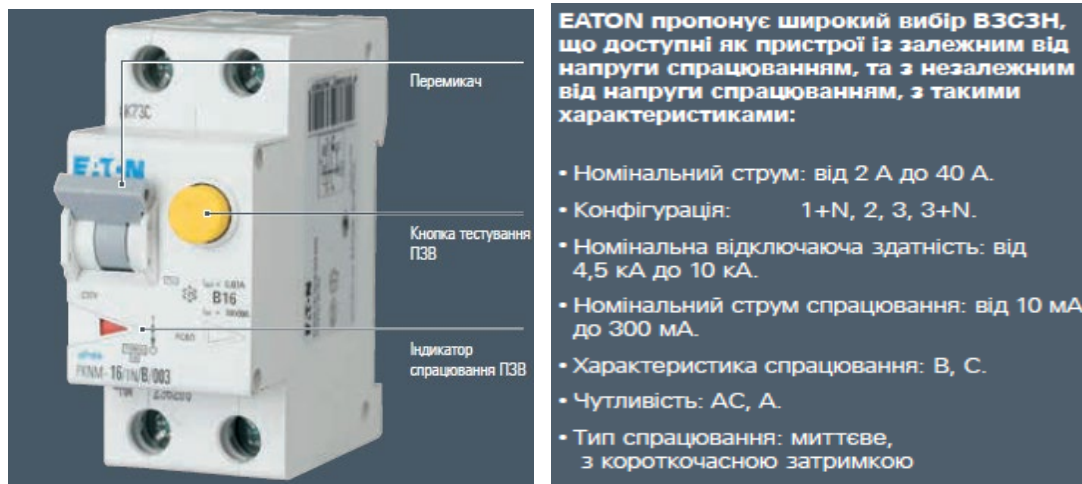 Перемикач
EATON
Кнопка тестування
ПЗВ
B16
Індикатор
спрацювання ПЗВ
PKNM-16/1N/B/003
EATON пропонує широкий вибір ВЗСЗН,
що доступні як пристрої із залежним від
напруги спрацюванням, та з незалежним
від напруги спрацюванням, з такими
характеристиками:
• Номінальний струм: від 2 А до 40 А.
• Конфігурація: 1+N, 2, 3, 3+N.
• Номінальна відключаюча здатність: від
4,5 кА до 10 кА.
• Номінальний струм спрацювання: від 10 мА
до 300 мА.
• Характеристика спрацювання: В, С.
• Чутливість: АС, А.
• Тип спрацювання: миттєве,
з короткочасною затримкою